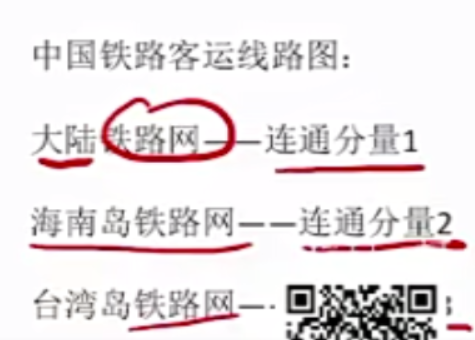 中国铁路客运线路图：
大陆铁路网——连通分量1
海南岛铁路网——连通分量2
台湾岛铁路网—